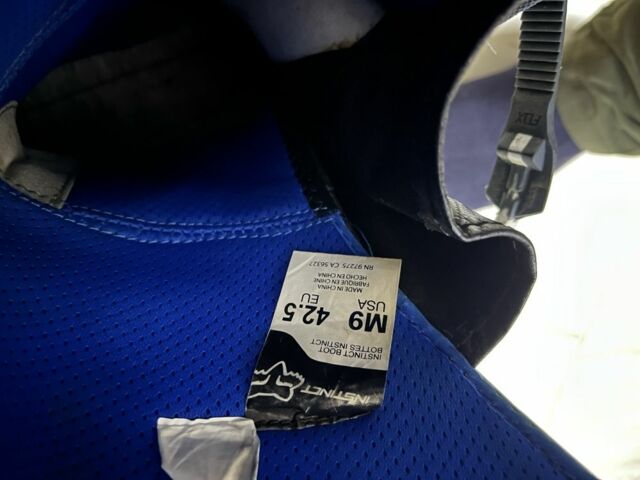 INSTINCT
INSTINCT BOOT
BOTTES INSTINCT
M9 42.5
USA EU
MADE IN CHINA
FABRIQUE EN CHINE
HECHO EN CHINA
RN 97275 CA 56327
FOX